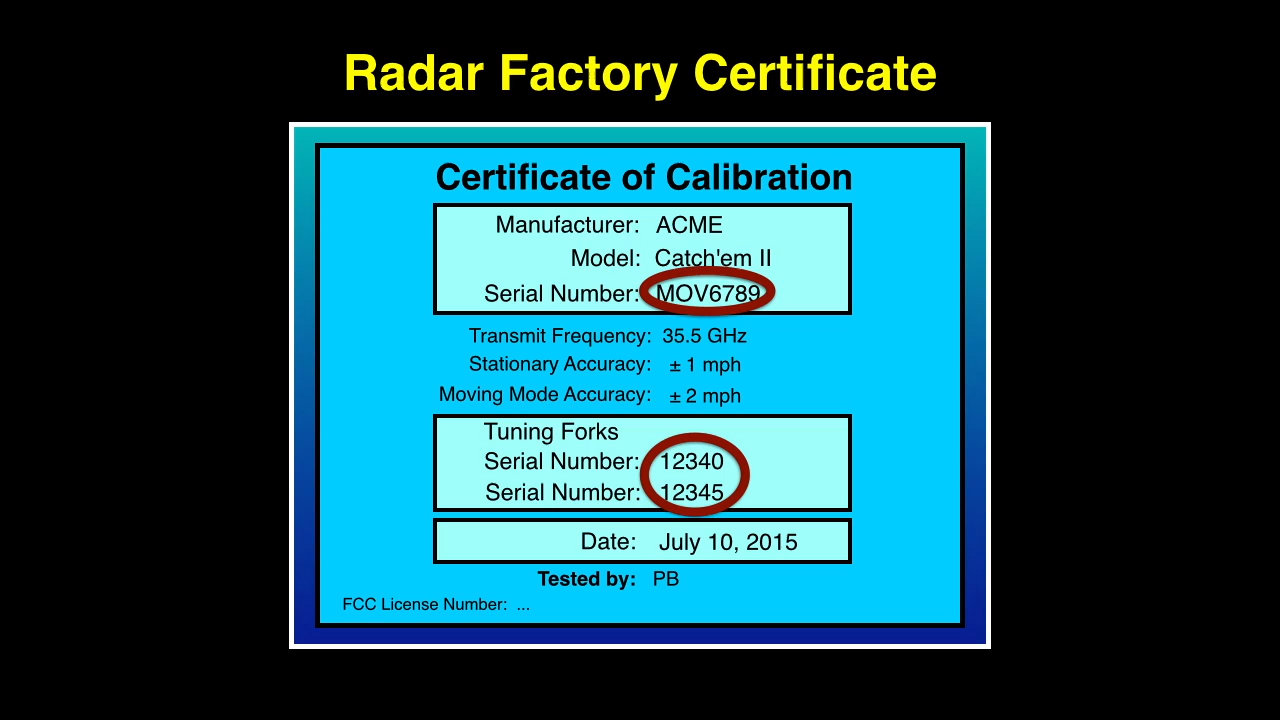 Radar Factory Certificate
Certificate of Calibration
Manufacturer: ACME
Model: Catch'em II
Serial Number: MOV6789
Transmit Frequency: 35.5 GHz
Stationary Accuracy: ± 1 mph
Moving Mode Accuracy: ± 2 mph
Tuning Forks
Serial Number: 12340
Serial Number: 12345
Date: July 10, 2015
Tested by: PB
FCC License Number: ...